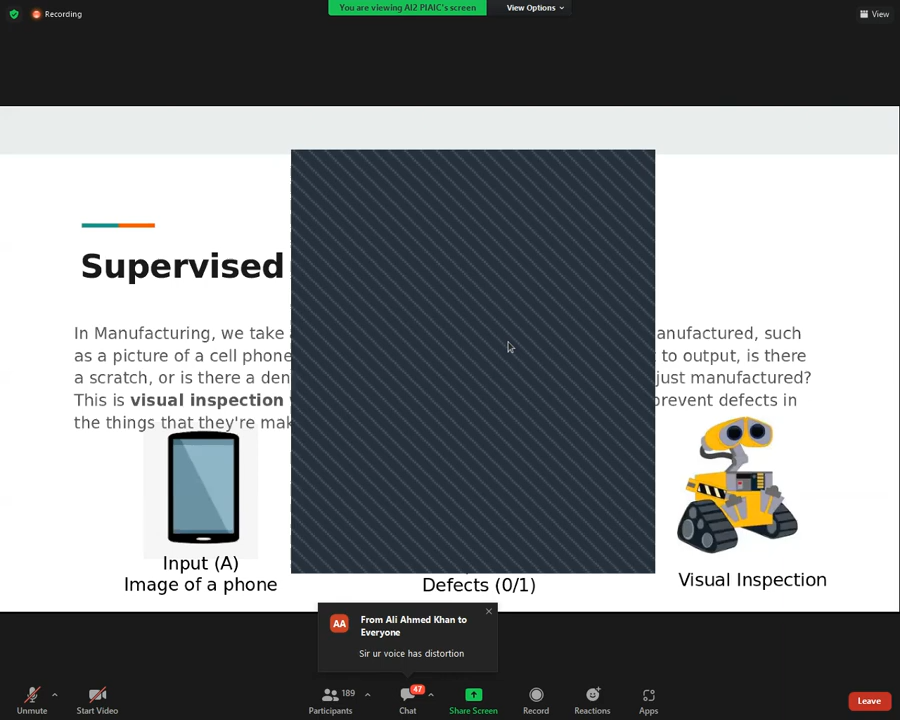 Recording
You are viewing AI2 PIAIC's screen
View Options
View
Supervised
In Manufacturing, we take
anufactured, such
as a picture of a cell phone
to output, is there
a scratch, or is there a den
just manufactured?
This is visual inspection
prevent defects in
the things that they're mak
Input (A)
Image of a phone
Defects (0/1)
Visual Inspection
AA
From Ali Ahmed Khan to
Everyone
Sir ur voice has distortion
Unmute
Start Video
189
Participants
47
Chat
Share Screen
Record
Reactions
Apps
Leave